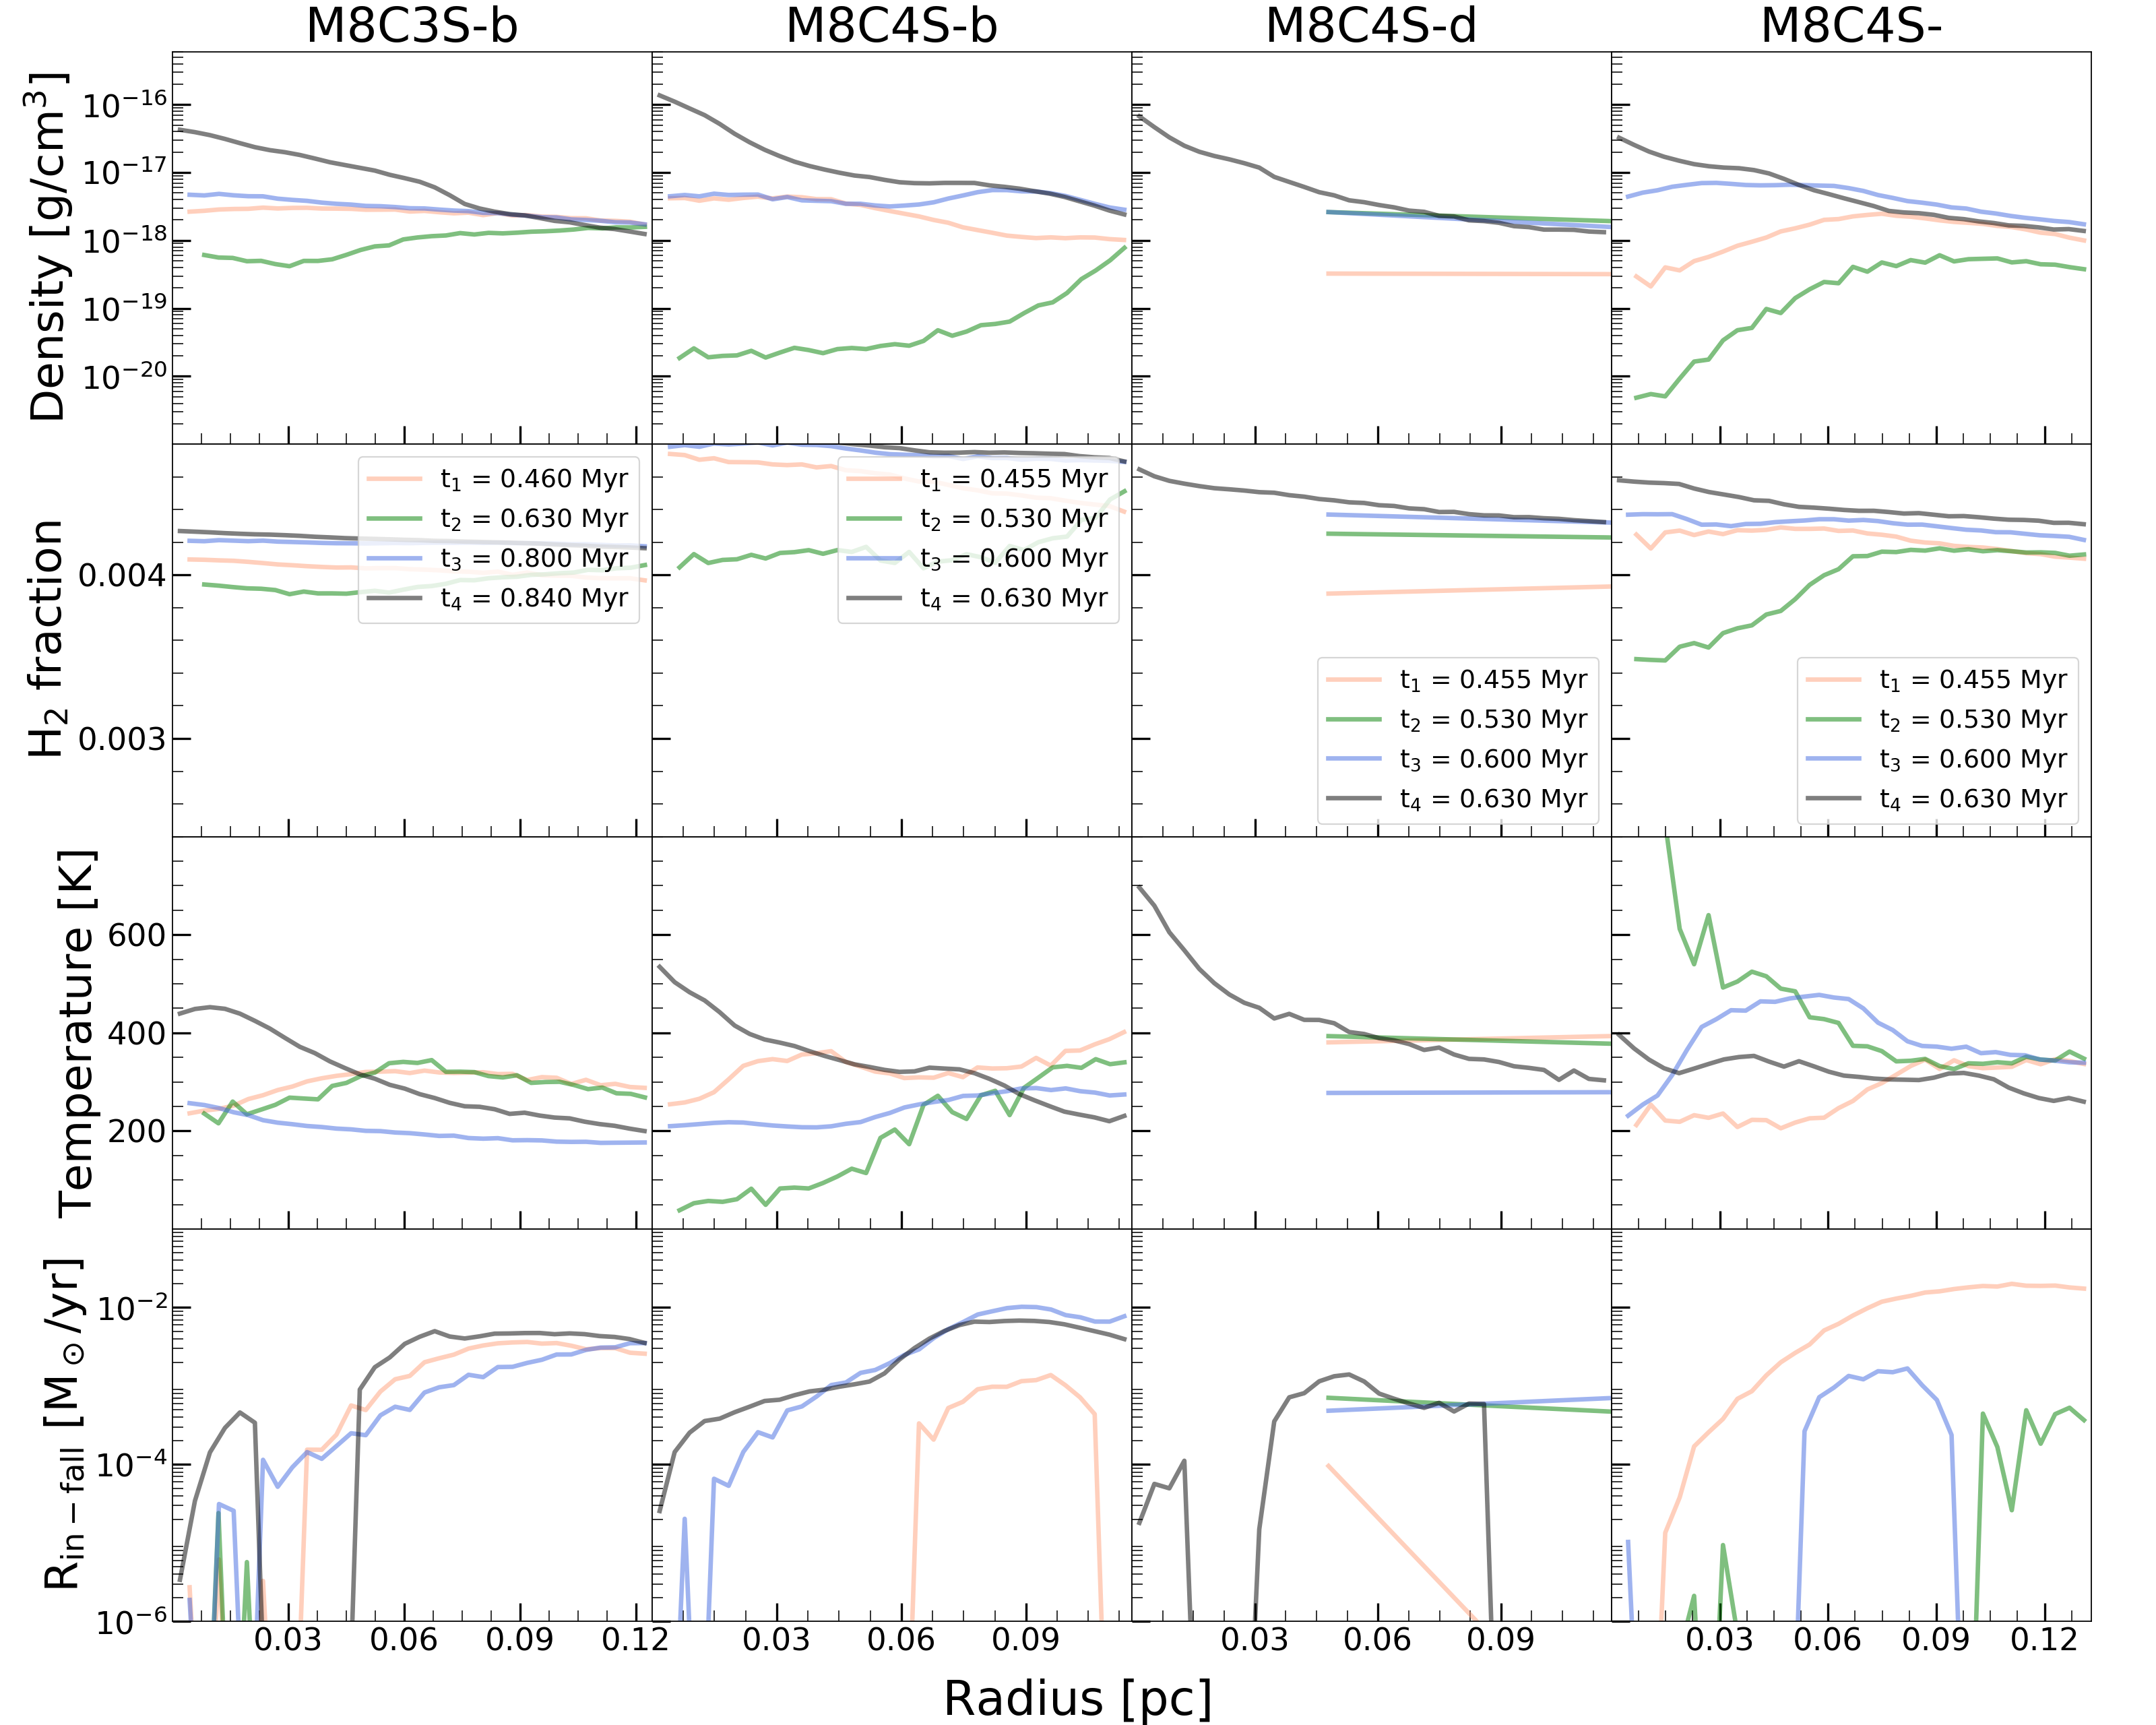 M8C3S-b M8C4S-b M8C4S-d M8C4S-
Density [g/cm³]
10⁻¹⁶
10⁻¹⁷
10⁻¹⁸
10⁻¹⁹
10⁻²⁰
H₂ fraction
0.004
0.003
t₁ = 0.460 Myr
t₂ = 0.630 Myr
t₃ = 0.800 Myr
t₄ = 0.840 Myr
t₁ = 0.455 Myr
t₂ = 0.530 Myr
t₃ = 0.600 Myr
t₄ = 0.630 Myr
t₁ = 0.455 Myr
t₂ = 0.530 Myr
t₃ = 0.600 Myr
t₄ = 0.630 Myr
t₁ = 0.455 Myr
t₂ = 0.530 Myr
t₃ = 0.600 Myr
t₄ = 0.630 Myr
Temperature [K]
600
400
200
R_in−fall [M⊙/yr]
10⁻²
10⁻⁴
10⁻⁶
0.03 0.06 0.09 0.12 0.03 0.06 0.09 0.03 0.06 0.09 0.03 0.06 0.09 0.12
Radius [pc]